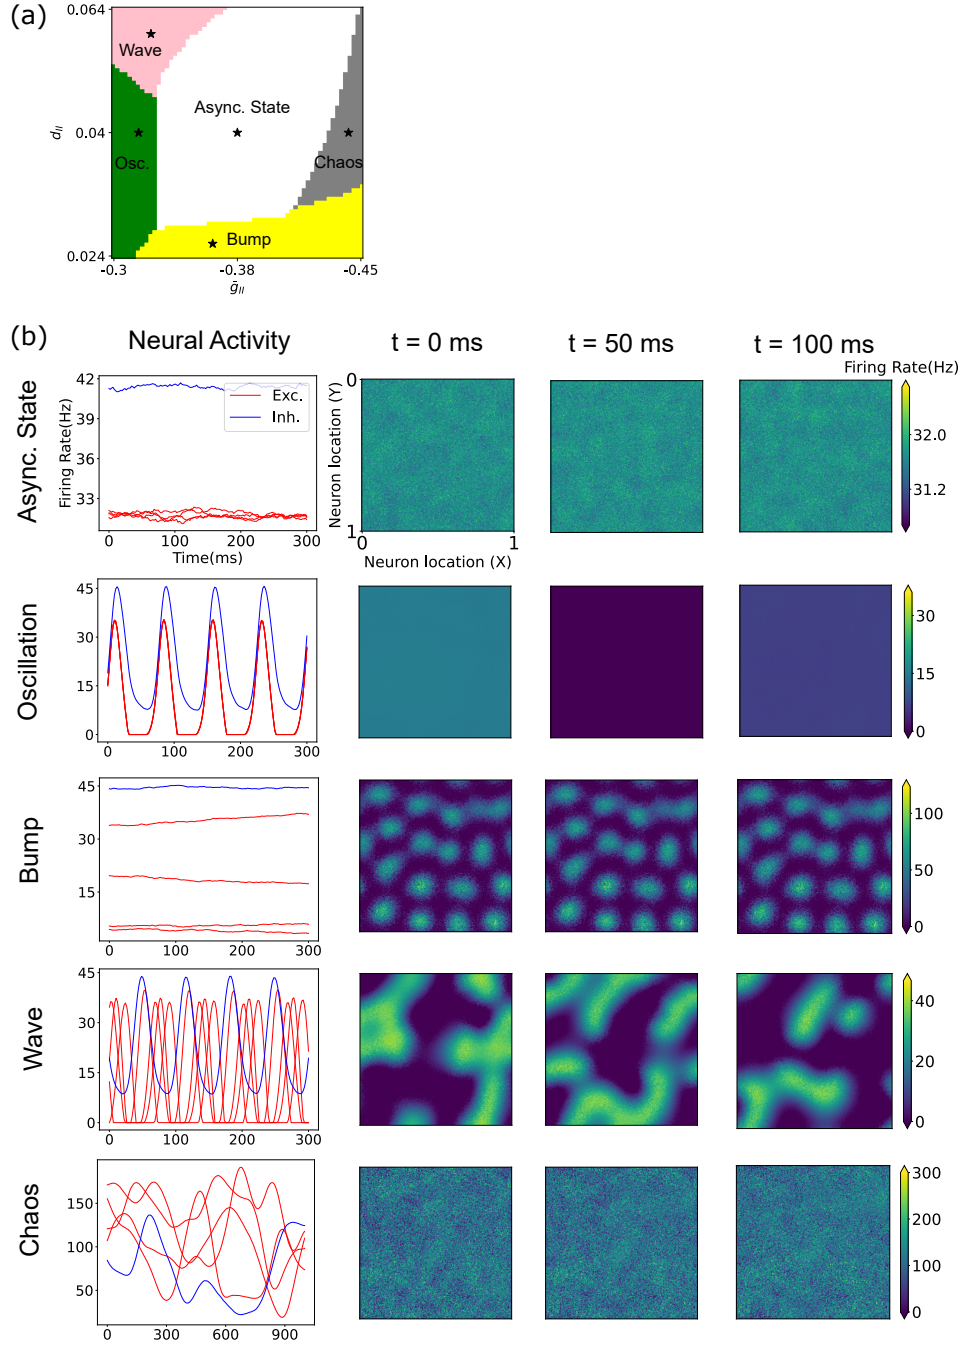 (a)
0.064
0.04
0.024
d_II
Wave
Async. State
Osc.
Chaos
Bump
-0.3
-0.38
-0.45
ḡ_II
(b)
Neural Activity
t = 0 ms
t = 50 ms
t = 100 ms
Async. State
Firing Rate(Hz)
42
39
36
33
Exc.
Inh.
0
100
200
300
Time(ms)
0
Neuron location (Y)
1
0
1
Neuron location (X)
Firing Rate(Hz)
32.0
31.2
Oscillation
45
30
15
0
0
100
200
300
30
15
0
Bump
45
30
15
0
100
200
300
100
50
0
Wave
45
30
15
0
0
100
200
300
40
20
0
Chaos
150
100
50
0
300
600
900
300
200
100
0